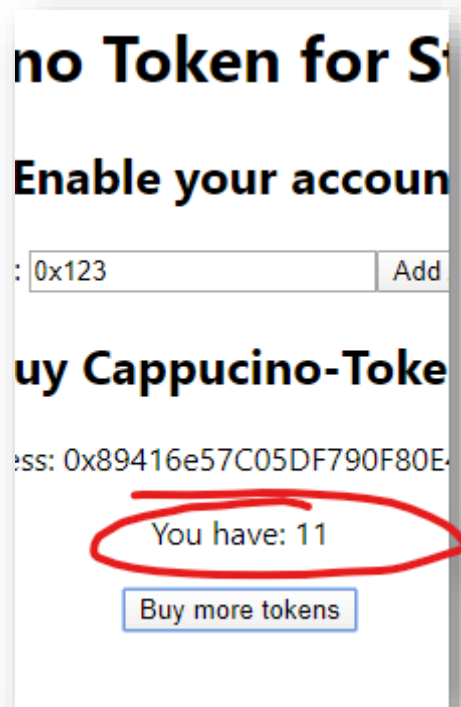 no Token for St
Enable your accoun
: 0x123 Add
uy Cappucino-Toke
ess: 0x89416e57C05DF790F80E4
You have: 11
Buy more tokens